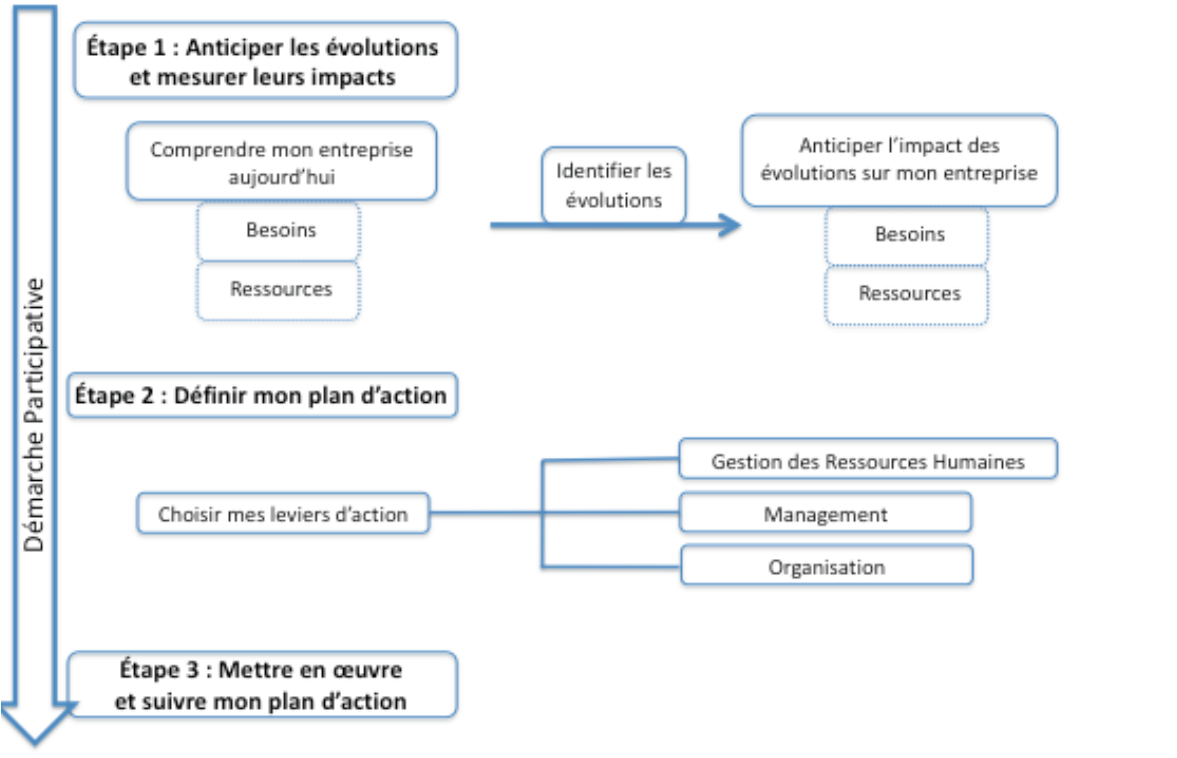 Démarche Participative
Étape 1 : Anticiper les évolutions
et mesurer leurs impacts
Comprendre mon entreprise
aujourd'hui
Besoins
Ressources
Identifier les
évolutions
Anticiper l'impact des
évolutions sur mon entreprise
Besoins
Ressources
Étape 2 : Définir mon plan d'action
Choisir mes leviers d'action
Gestion des Ressources Humaines
Management
Organisation
Étape 3 : Mettre en œuvre
et suivre mon plan d'action